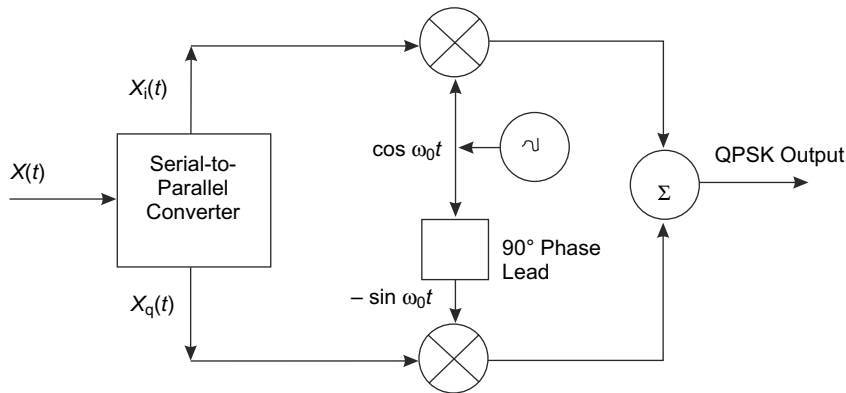 Xi(t)
X(t)
Serial-to-
Parallel
Converter
cos ω0t
QPSK Output
Σ
90° Phase
Lead
Xq(t)
– sin ω0t